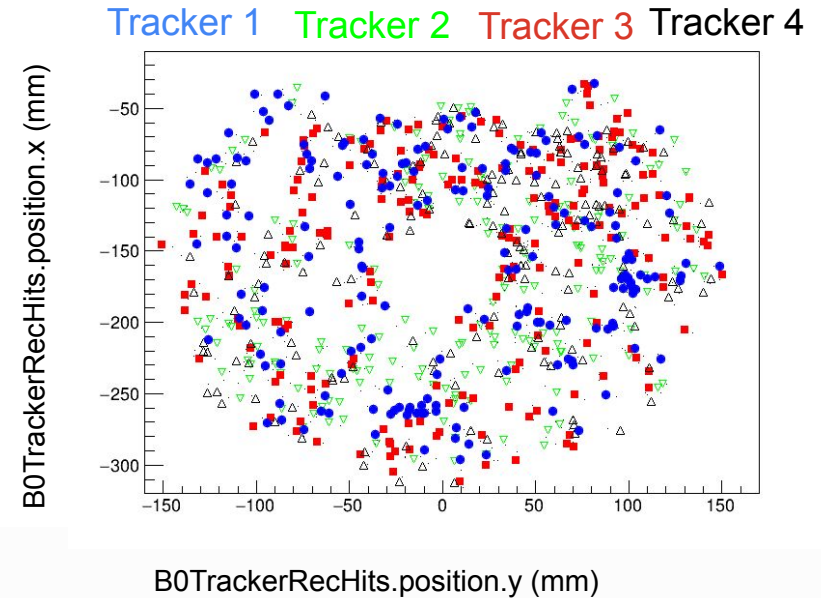 Tracker 1 Tracker 2 Tracker 3 Tracker 4
B0TrackerRecHits.position.x (mm)
−50
−100
−150
−200
−250
−300
−150 −100 −50 0 50 100 150
B0TrackerRecHits.position.y (mm)